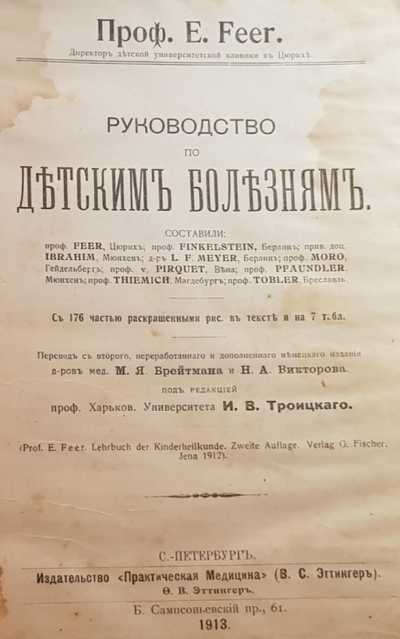 Проф. E. Feer.
Директоръ дѣтской университетской клиники въ Цюрихѣ.
РУКОВОДСТВО
ПО
ДѢТСКИМЪ БОЛѢЗНЯМЪ.
СОСТАВИЛИ:
проф. FEER, Цюрихъ; проф. FINKELSTEIN, Берлинъ; прив. доц.
IBRAHIM, Мюнхенъ; д-ръ L. F. MEYER, Берлинъ; проф. MORO,
Гейдельбергъ; проф. v. PIRQUET, Вѣна; проф. PFAUNDLER,
Мюнхенъ; проф. THIEMICH, Магдебургъ; проф. TOBLER, Бреславль.
Съ 176 частью раскрашенными рис. въ текстѣ и на 7 табл.
Переводъ съ второго, переработаннаго и дополненнаго нѣмецкаго изданія
д-ровъ мед. М. Я. Брейтмана и Н. А. Викторова.
ПОДЪ РЕДАКЦІЕЙ
проф. Харьков. Университета И. В. Троицкаго.
(Prof. E. Feer. Lehrbuch der Kinderheilkunde. Zweite Auflage. Verlag G. Fischer,
Jena 1912).
С.-ПЕТЕРБУРГЪ.
Издательство «Практическая Медицина» (В. С. Эттингеръ).
Ѳ. В. Эттингеръ.
Б. Сампсоньевскій пр., 61.
1913.